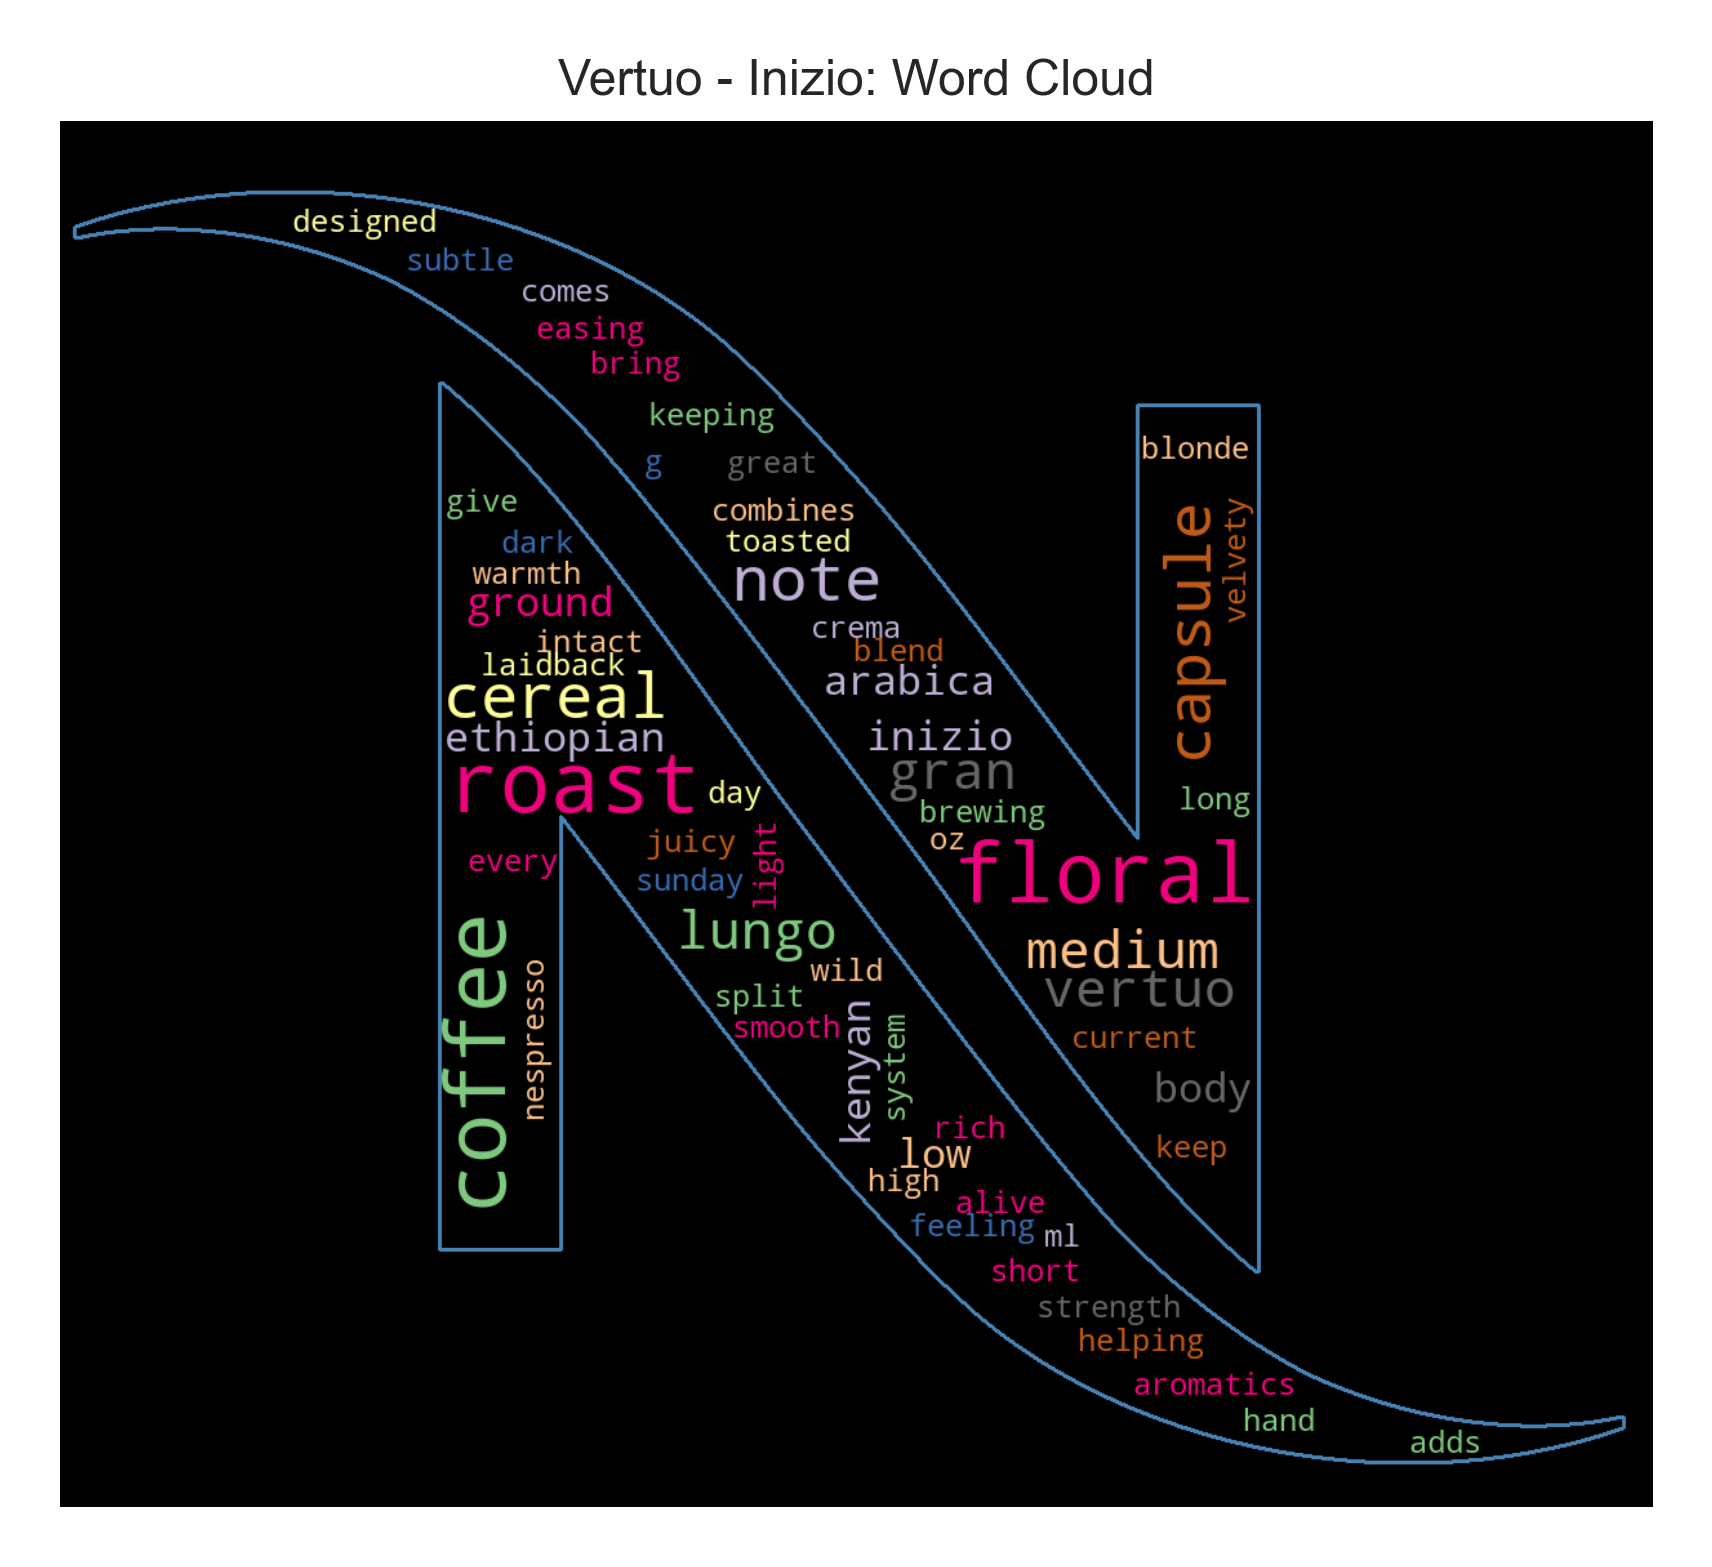 Vertuo - Inizio: Word Cloud
designed
subtle
comes
easing
bring
keeping
g great
combines
toasted
note
crema
blend
arabica
inizio
gran
brewing
oz
floral
medium
vertuo
current
body
keep
blonde
capsule
velvety
long
give
dark
warmth
ground
intact
laidback
cereal
ethiopian
roast
day
every
juicy
sunday
light
coffee
nespresso
lungo
wild
split
smooth
kenyan
system
rich
low
high
alive
feeling
ml
short
strength
helping
aromatics
hand
adds